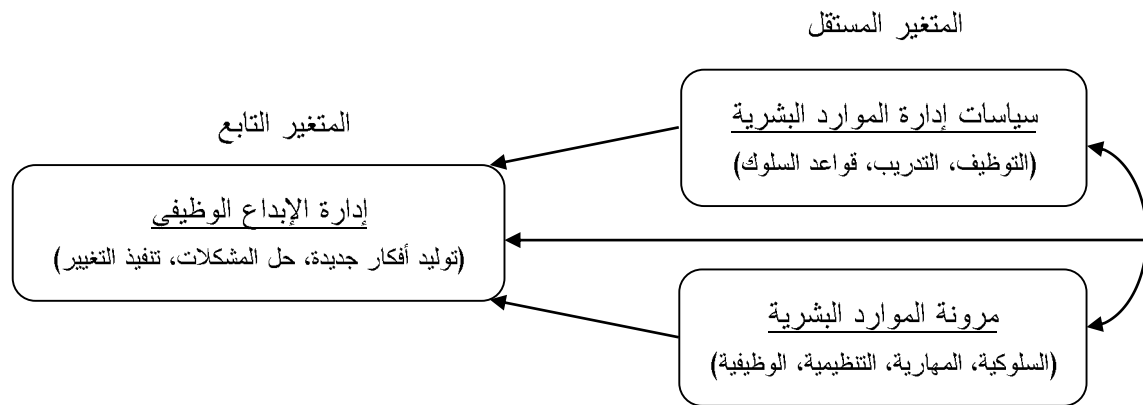 المتغير المستقل
سياسات إدارة الموارد البشرية
(التوظيف، التدريب، قواعد السلوك)
المتغير التابع
إدارة الإبداع الوظيفي
(توليد أفكار جديدة، حل المشكلات، تنفيذ التغيير)
مرونة الموارد البشرية
(السلوكية، المهارية، التنظيمية، الوظيفية)